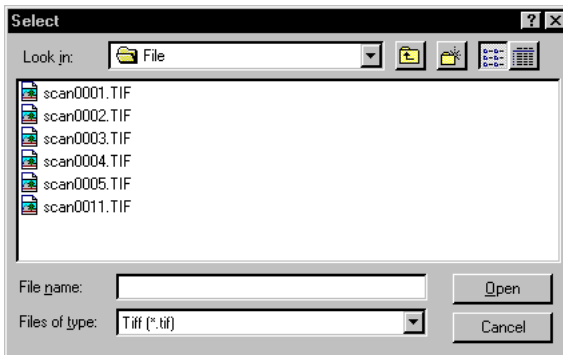 Select
Look in: File
scan0001.TIF
scan0002.TIF
scan0003.TIF
scan0004.TIF
scan0005.TIF
scan0011.TIF
File name: Open
Files of type: Tiff (*.tif) Cancel